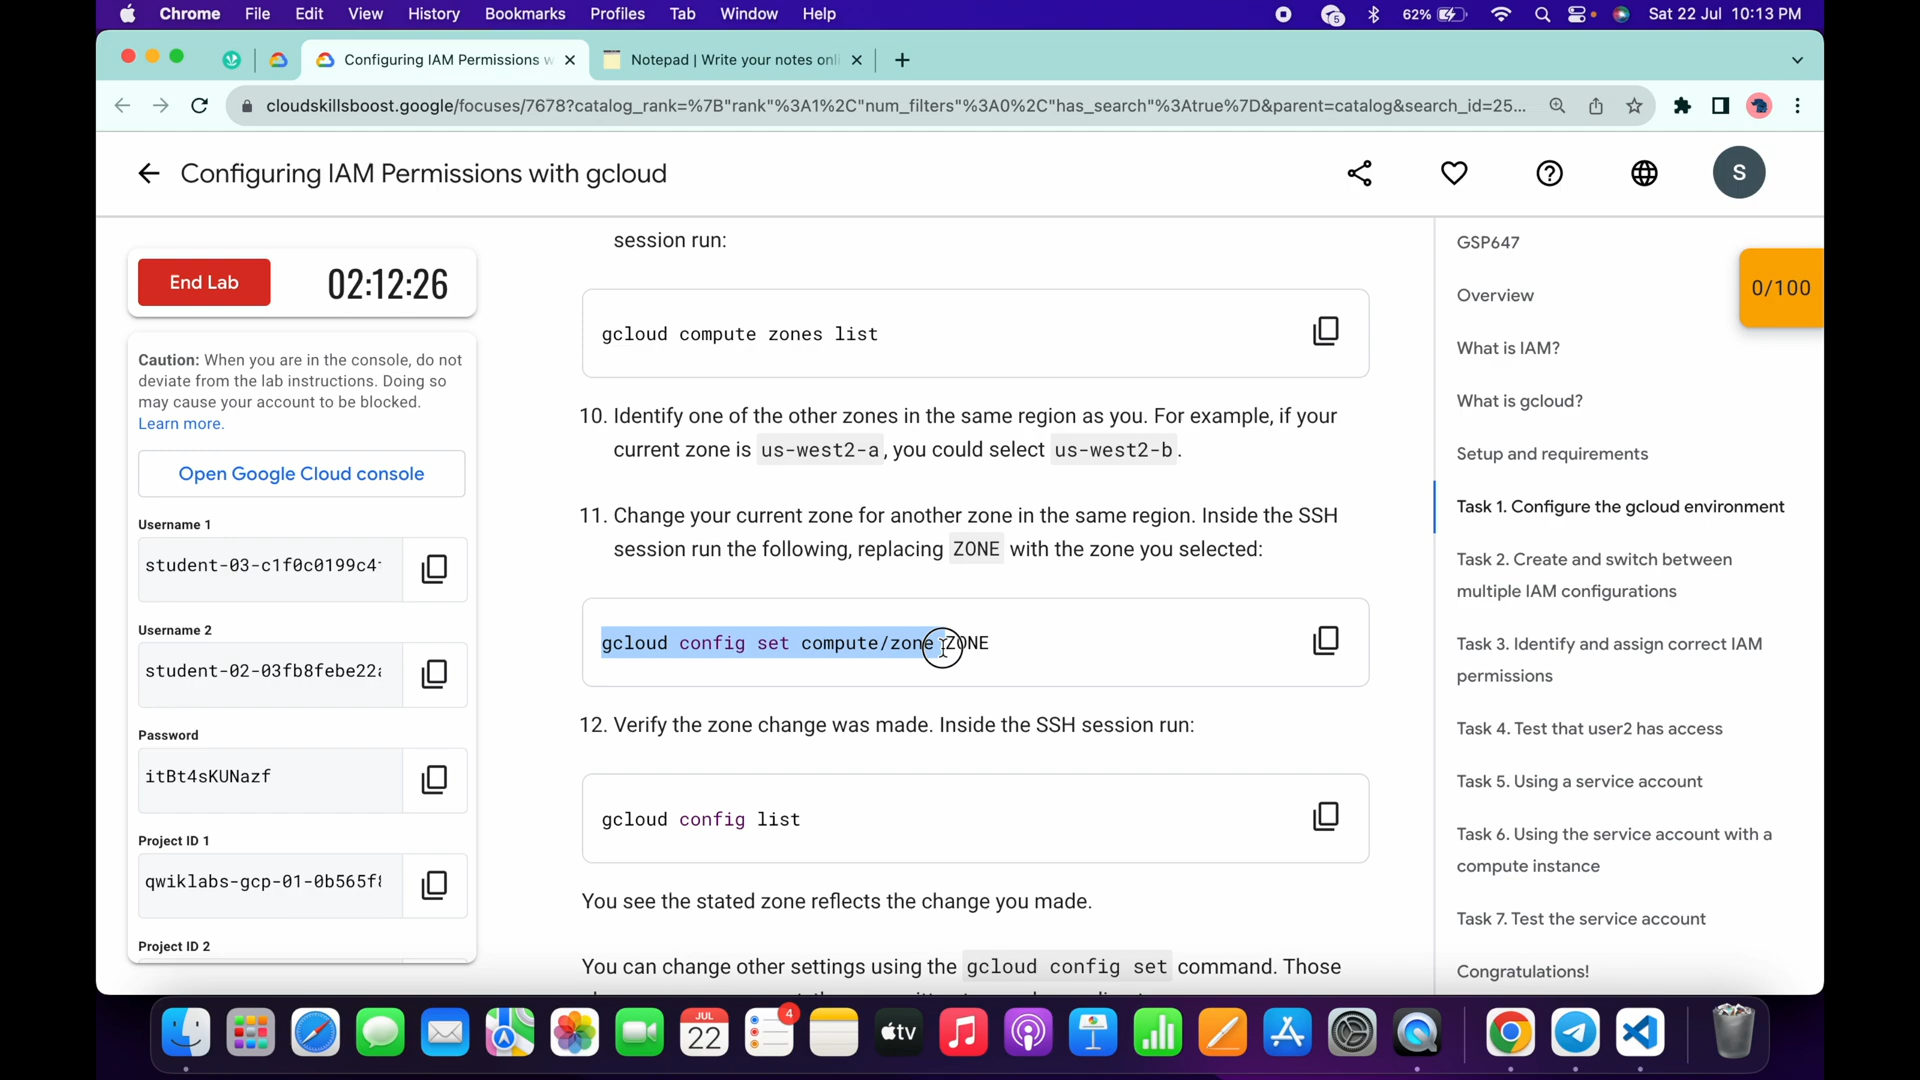 Chrome File Edit View History Bookmarks Profiles Tab Window Help
5 62% Sat 22 Jul 10:13 PM
Configuring IAM Permissions w
Notepad | Write your notes onl
cloudskillsboost.google/focuses/7678?catalog_rank=%7B"rank"%3A1%2C"num_filters"%3A0%2C"has_search"%3Atrue%7D&parent=catalog&search_id=25...
Configuring IAM Permissions with gcloud
S
End Lab
02:12:26
Caution: When you are in the console, do not
deviate from the lab instructions. Doing so
may cause your account to be blocked.
Learn more.
Open Google Cloud console
Username 1
student-03-c1f0c0199c4
Username 2
student-02-03fb8febe22
Password
itBt4sKUNazf
Project ID 1
qwiklabs-gcp-01-0b565f
Project ID 2
session run:
gcloud compute zones list
10. Identify one of the other zones in the same region as you. For example, if your
current zone is us-west2-a, you could select us-west2-b.
11. Change your current zone for another zone in the same region. Inside the SSH
session run the following, replacing ZONE with the zone you selected:
gcloud config set compute/zone ZONE
12. Verify the zone change was made. Inside the SSH session run:
gcloud config list
You see the stated zone reflects the change you made.
You can change other settings using the gcloud config set command. Those
GSP647
0/100
Overview
What is IAM?
What is gcloud?
Setup and requirements
Task 1. Configure the gcloud environment
Task 2. Create and switch between
multiple IAM configurations
Task 3. Identify and assign correct IAM
permissions
Task 4. Test that user2 has access
Task 5. Using a service account
Task 6. Using the service account with a
compute instance
Task 7. Test the service account
Congratulations!
JUL
22
4
tv